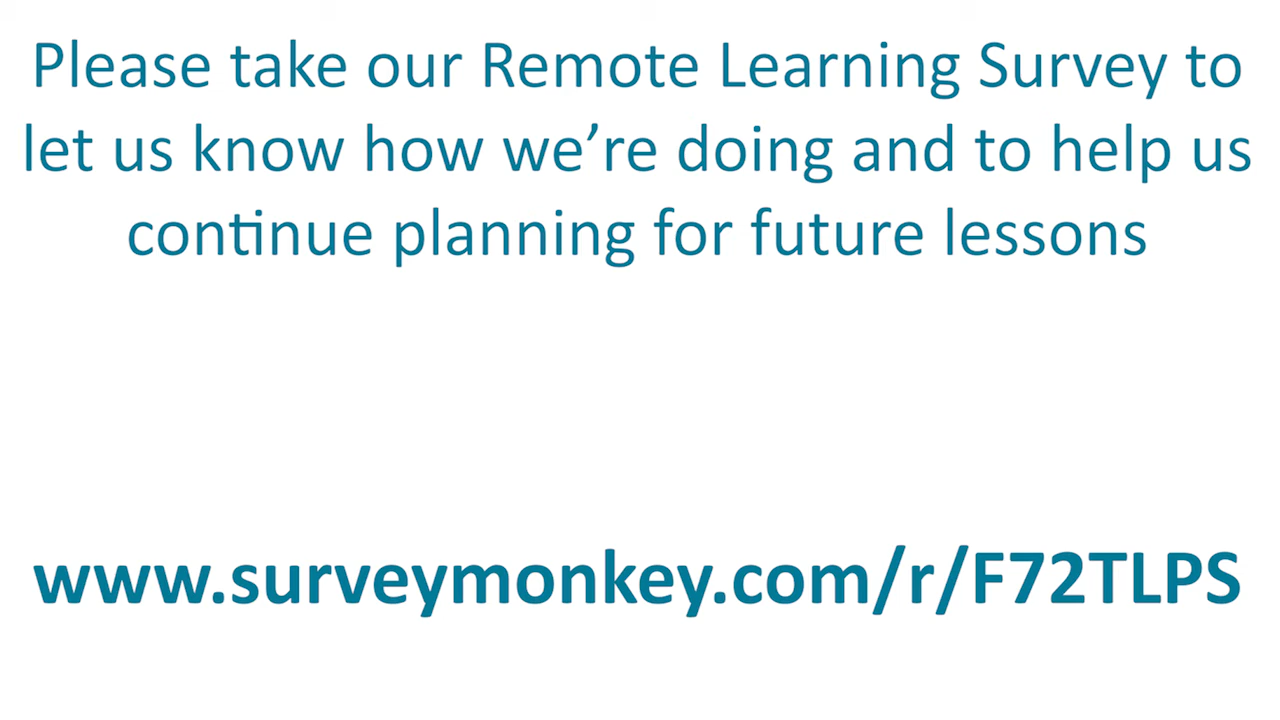 Please take our Remote Learning Survey to
let us know how we’re doing and to help us
continue planning for future lessons
www.surveymonkey.com/r/F72TLPS